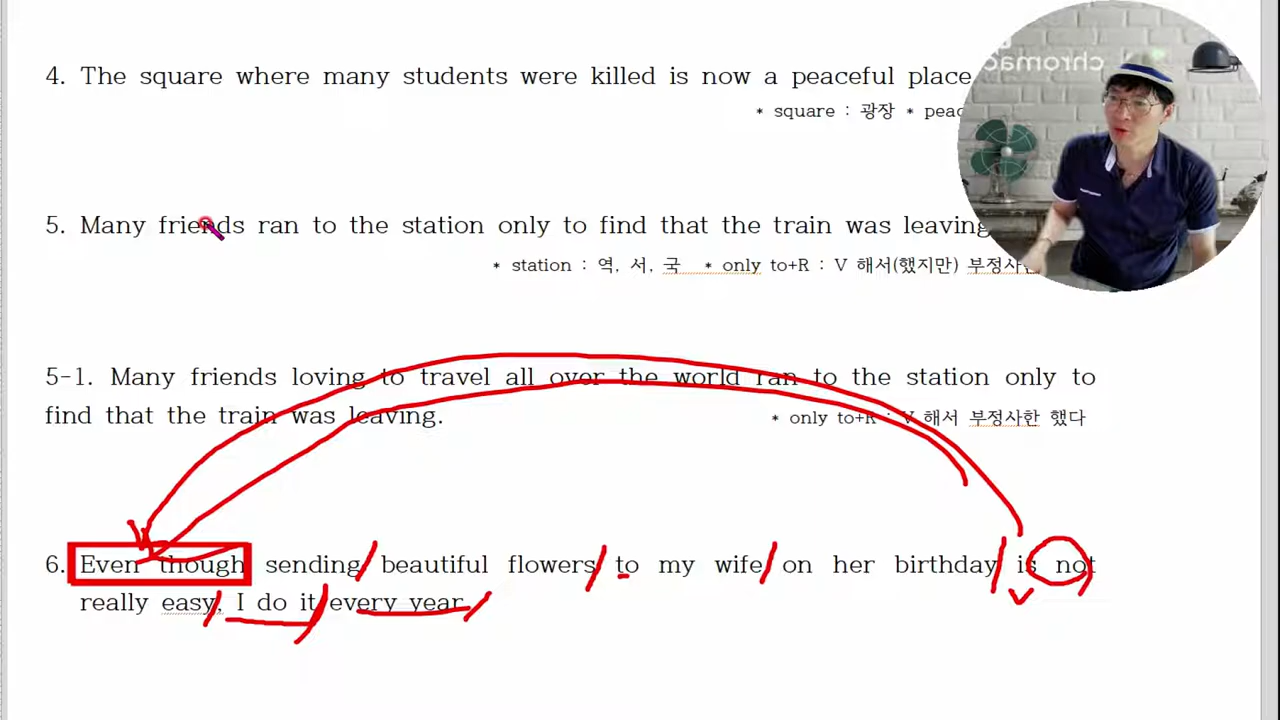 4. The square where many students were killed is now a peaceful place
* square : 광장 * peac
5. Many friends ran to the station only to find that the train was leaving
* station : 역, 서, 국 * only to+R : V 해서(했지만) 부정사한
5-1. Many friends loving to travel all over the world ran to the station only to
find that the train was leaving.
* only to+R : V 해서 부정사한 했다
6. Even though sending beautiful flowers to my wife on her birthday is not
really easy, I do it every year.